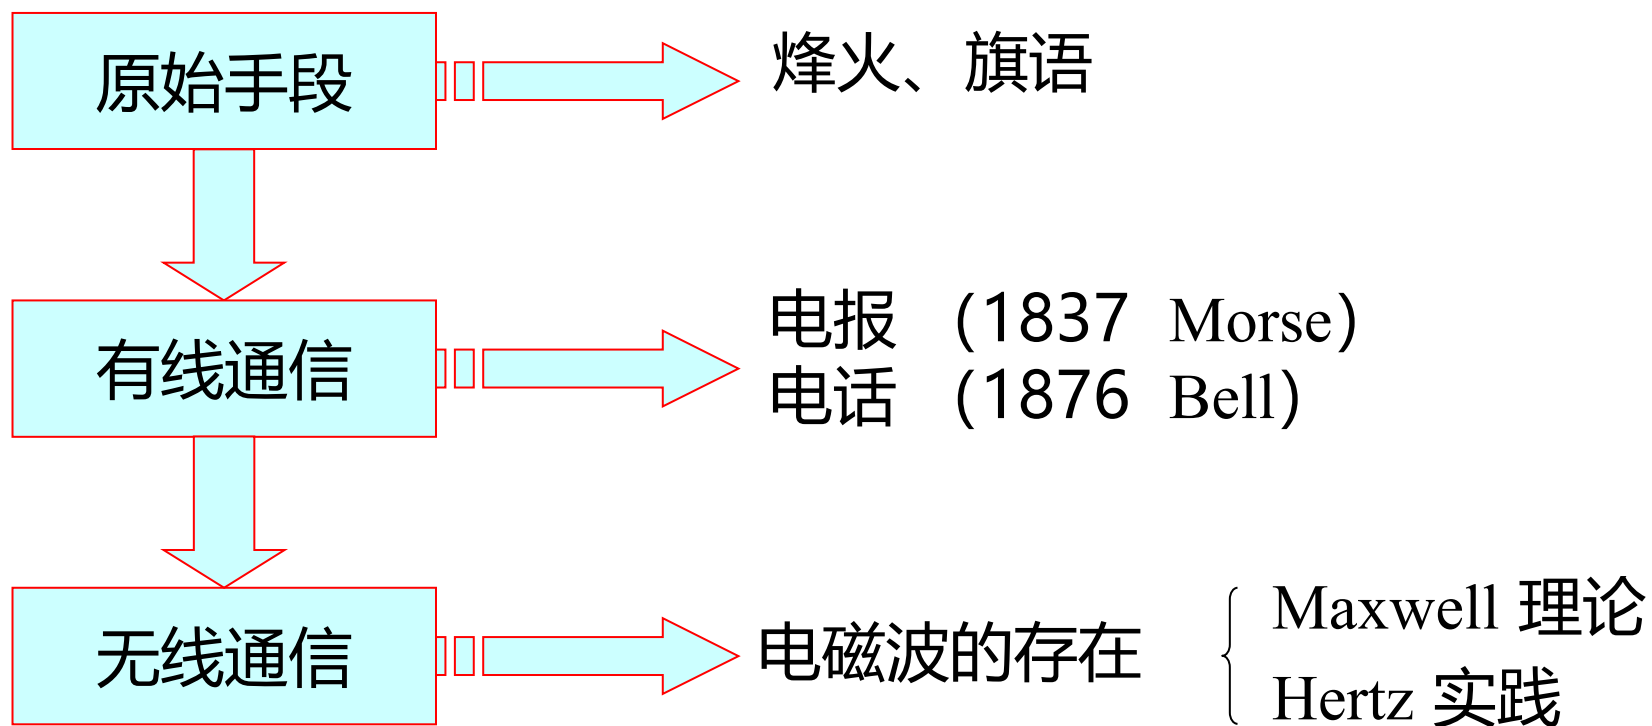 原始手段
烽火、旗语
有线通信
电报 (1837 Morse)
电话 (1876 Bell)
无线通信
电磁波的存在
Maxwell 理论
Hertz 实践